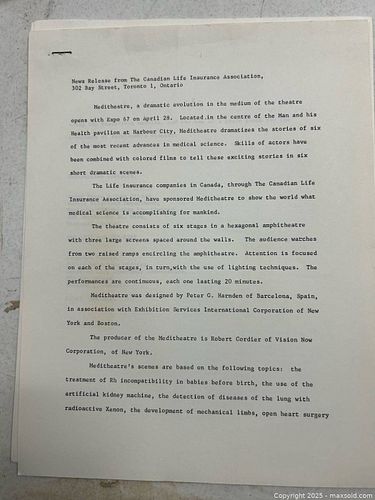 News Release from The Canadian Life Insurance Association,
302 Bay Street, Toronto 1, Ontario
Meditheatre, a dramatic evolution in the medium of the theatre
opens with Expo 67 on April 28. Located in the centre of the Man and his
Health pavilion at Harbour City, Meditheatre dramatizes the stories of six
of the most recent advances in medical science. Skills of actors have
been combined with colored films to tell these exciting stories in six
short dramatic scenes.
The Life insurance companies in Canada, through The Canadian Life
Insurance Association, have sponsored Meditheatre to show the world what
medical science is accomplishing for mankind.
The theatre consists of six stages in a hexagonal amphitheatre
with three large screens spaced around the walls. The audience watches
from two raised ramps encircling the amphitheatre. Attention is focused
on each of the stages, in turn,with the use of lighting techniques. The
performances are continuous, each one lasting 20 minutes.
Meditheatre was designed by Peter G. Harnden of Barcelona, Spain,
in association with Exhibition Services International Corporation of New
York and Boston.
The producer of the Meditheatre is Robert Cordier of Vision Now
Corporation, of New York.
Meditheatre's scenes are based on the following topics: the
treatment of Rh incompatibility in babies before birth, the use of the
artificial kidney machine, the detection of diseases of the lung with
radioactive Xenon, the development of mechanical limbs, open heart surgery
Copyright 2025 - maxsold.com